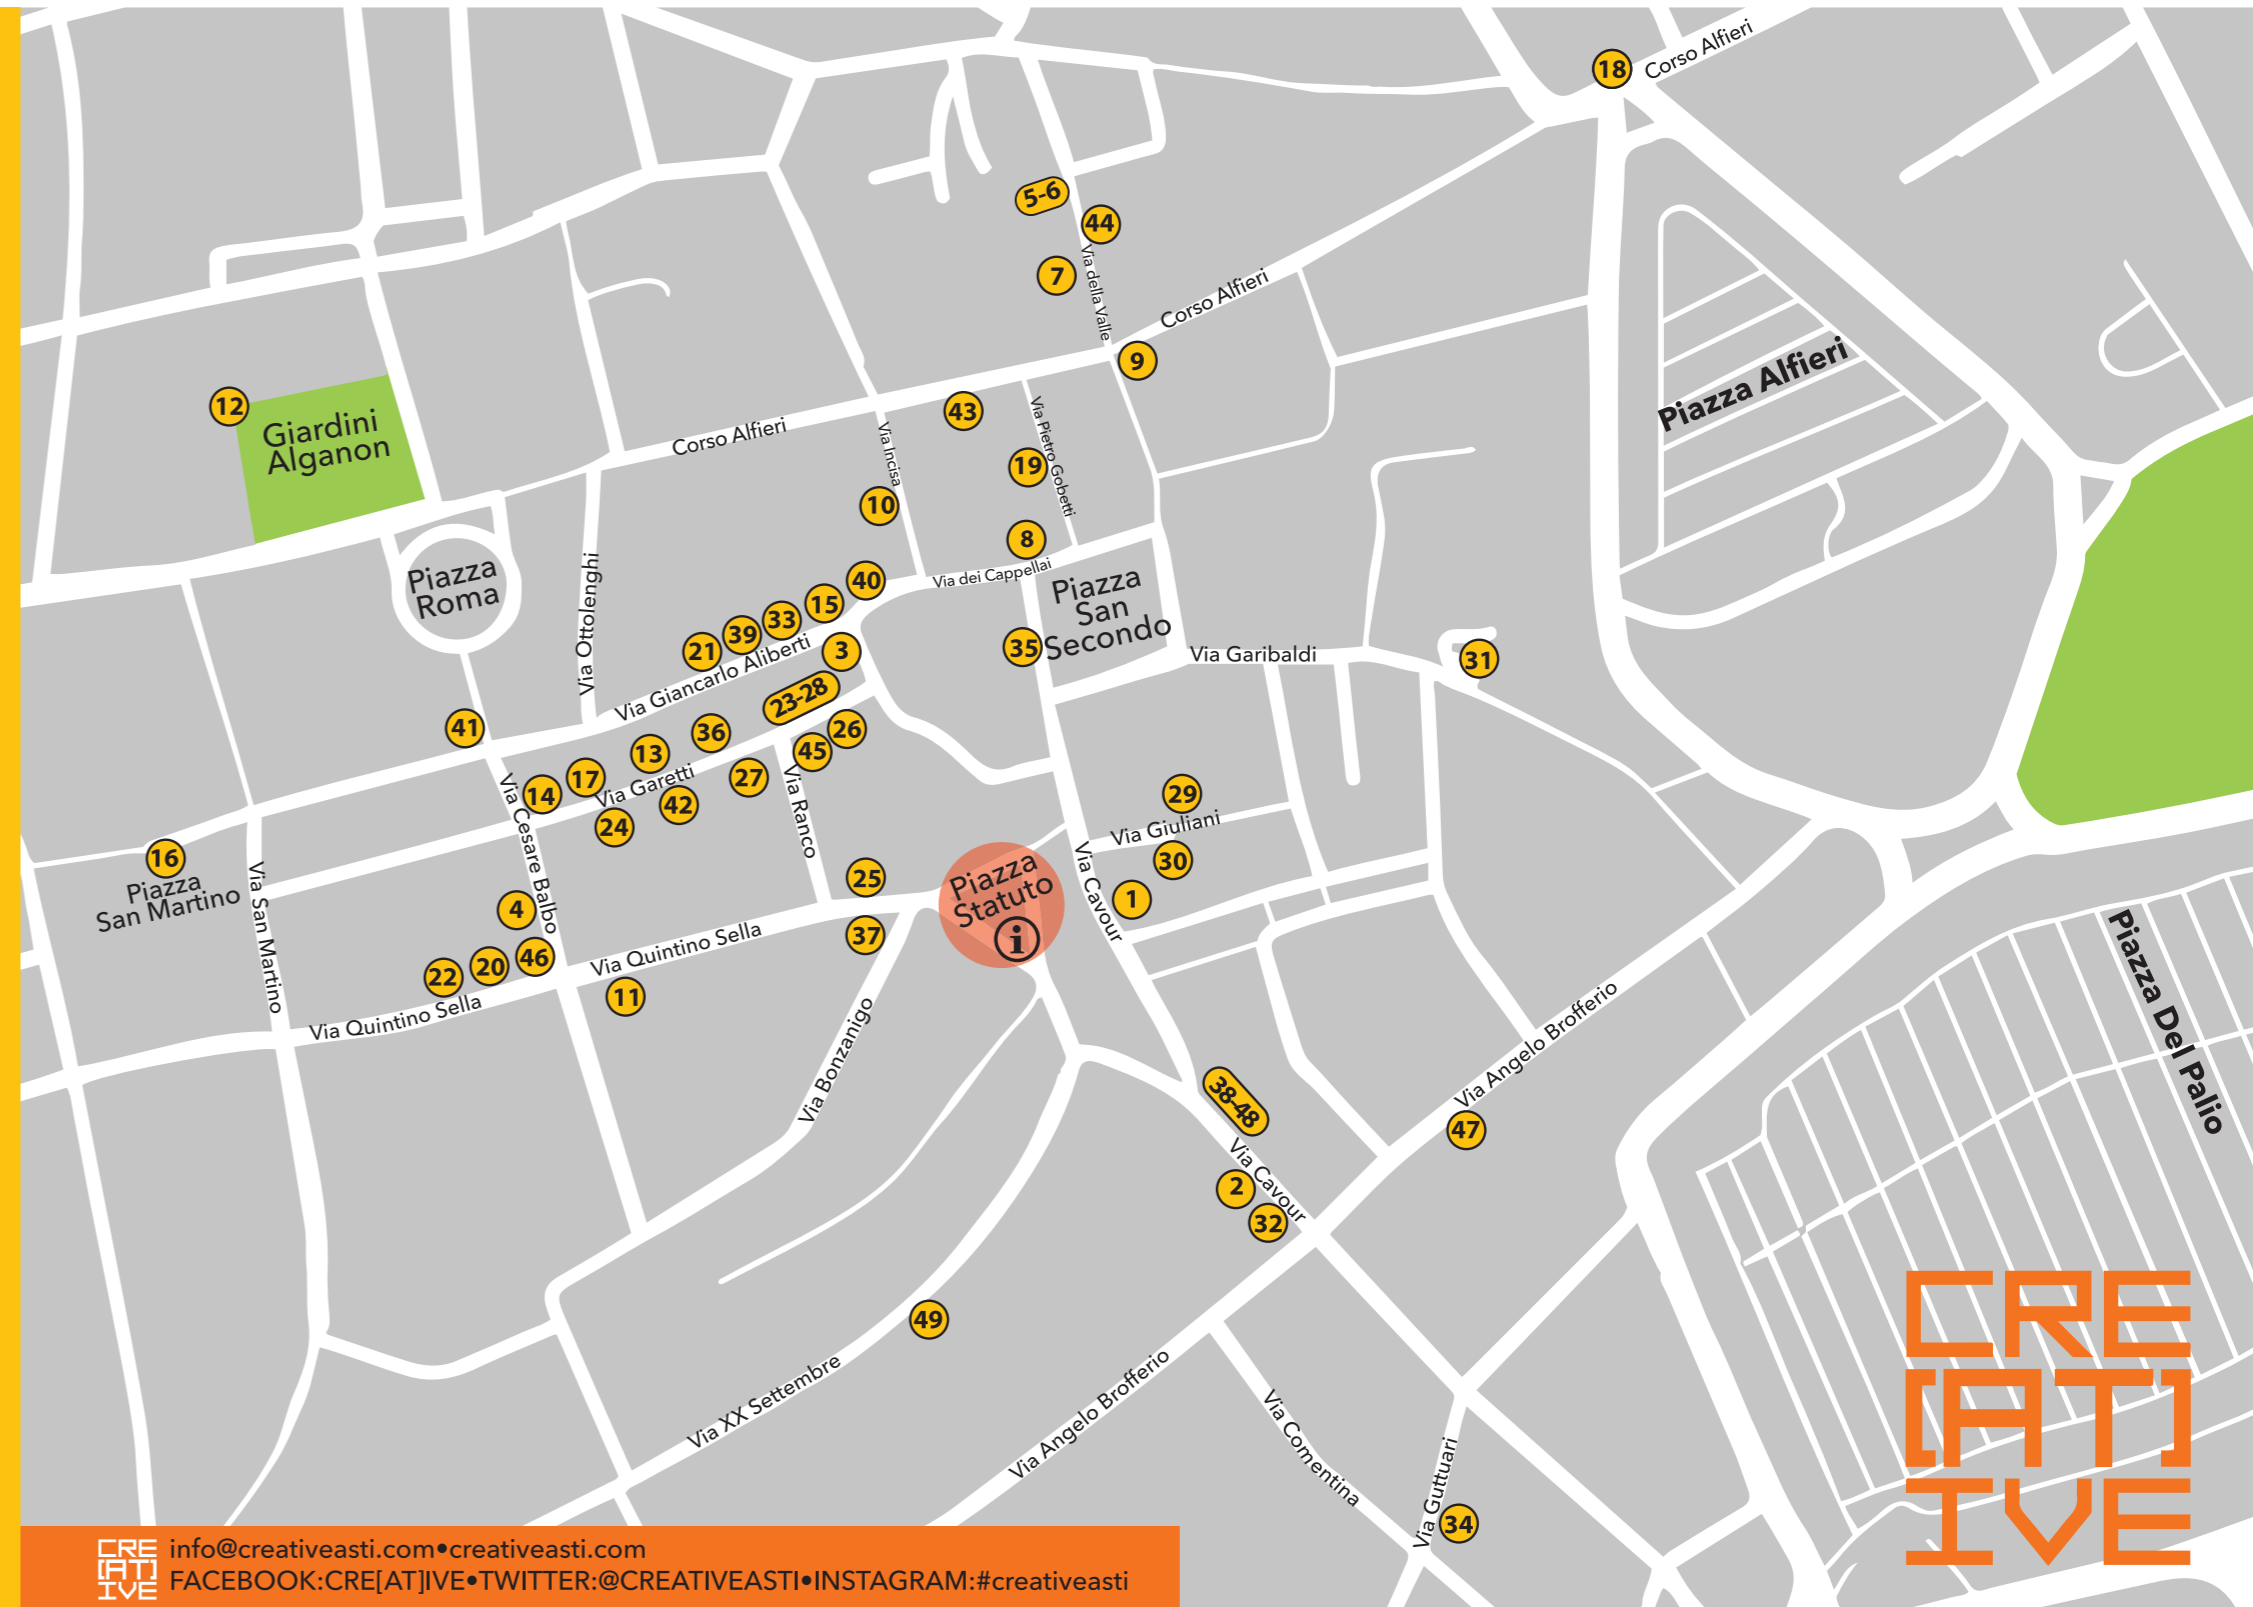 18
Corso Alfieri
5-6
44
7
Via della Valle
Corso Alfieri
9
Piazza Alfieri
12
Giardini
Alganon
43
Corso Alfieri
Via Incisa
Via Pietro Gobetti
19
10
8
Via dei Cappellai
Piazza
Roma
Via Ottolenghi
40
15
33
39
21
Via Giancarlo Aliberti
3
35
Piazza
San
Secondo
Via Garibaldi
31
23-28
41
36
26
45
13
17
14
Via Garetti
27
42
24
Via Ranco
Via Cesare Balbo
29
Via Giuliani
30
16
Piazza
San Martino
Via San Martino
25
Piazza
Statuto
i
Via Cavour
1
4
37
46
20
22
Via Quintino Sella
11
Via Quintino Sella
Piazza Del Palio
Via Bonzanigo
Via Angelo Brofferio
38-48
47
Via Cavour
2
32
49
Via XX Settembre
Via Angelo Brofferio
Via Comentina
Via Guttuari
34
CRE
[AT]
IVE
CRE
[AT]
IVE
info@creativeasti.com•creativeasti.com
FACEBOOK:CRE[AT]IVE•TWITTER:@CREATIVEASTI•INSTAGRAM:#creativeasti